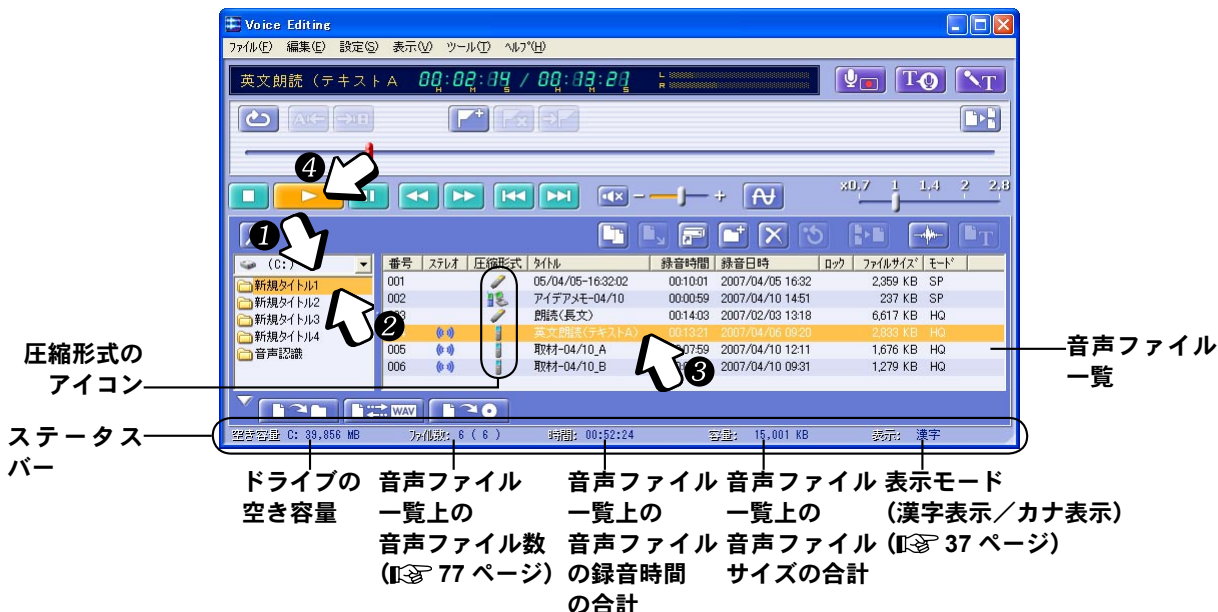 Voice Editing
ファイル(F) 編集(E) 設定(S) 表示(V) ツール(T) ヘルプ(H)
英文朗読（テキストA 00:02:14 / 00:13:21 L R
H M S H M S
T T
A B
4
x0.7 1 1.4 2 2.8
- +
1
T
(C:) 番号 ステレオ 圧縮形式 タイトル 録音時間 録音日時 ロック ファイルサイズ モード
新規タイトル1 001 05/04/05-16:32:02 00:10:01 2007/04/05 16:32 2,359 KB SP
新規タイトル2 002 アイデアメモ-04/10 00:00:59 2007/04/10 14:51 237 KB SP
新規タイトル3 朗読(長文) 00:14:03 2007/02/03 13:18 6,617 KB HQ
新規タイトル4 英文朗読(テキストA) 00:13:21 2007/04/06 09:20 2,833 KB HQ
音声認識 005 取材-04/10_A 07:59 2007/04/10 12:11 1,676 KB HQ
006 取材-04/10_B 2007/04/10 09:31 1,279 KB HQ
2
3
圧縮形式の
アイコン
音声ファイル
一覧
WAV
空き容量 C: 39,856 MB ファイル数: 6 ( 6 ) 時間: 00:52:24 容量: 15,001 KB 表示: 漢字
ステータス
バー
ドライブの
空き容量
音声ファイル
一覧上の
音声ファイル数
(☞ 77 ページ)
音声ファイル
一覧上の
音声ファイル
の録音時間
の合計
音声ファイル
一覧上の
音声ファイル
サイズの合計
表示モード
(漢字表示／カナ表示)
(☞ 37 ページ)